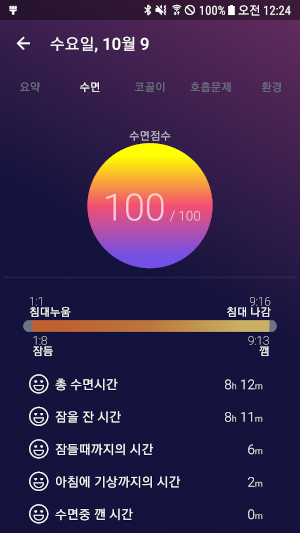 100% 오전 12:24
수요일, 10월 9
요약 수면 코골이 호흡문제 환경
수면점수
100 / 100
1:1 9:16
침대누움 침대 나감
1:8 9:13
잠듬 깸
총 수면시간 8h 12m
잠을 잔 시간 8h 11m
잠들때까지의 시간 6m
아침에 기상까지의 시간 2m
수면중 깬 시간 0m